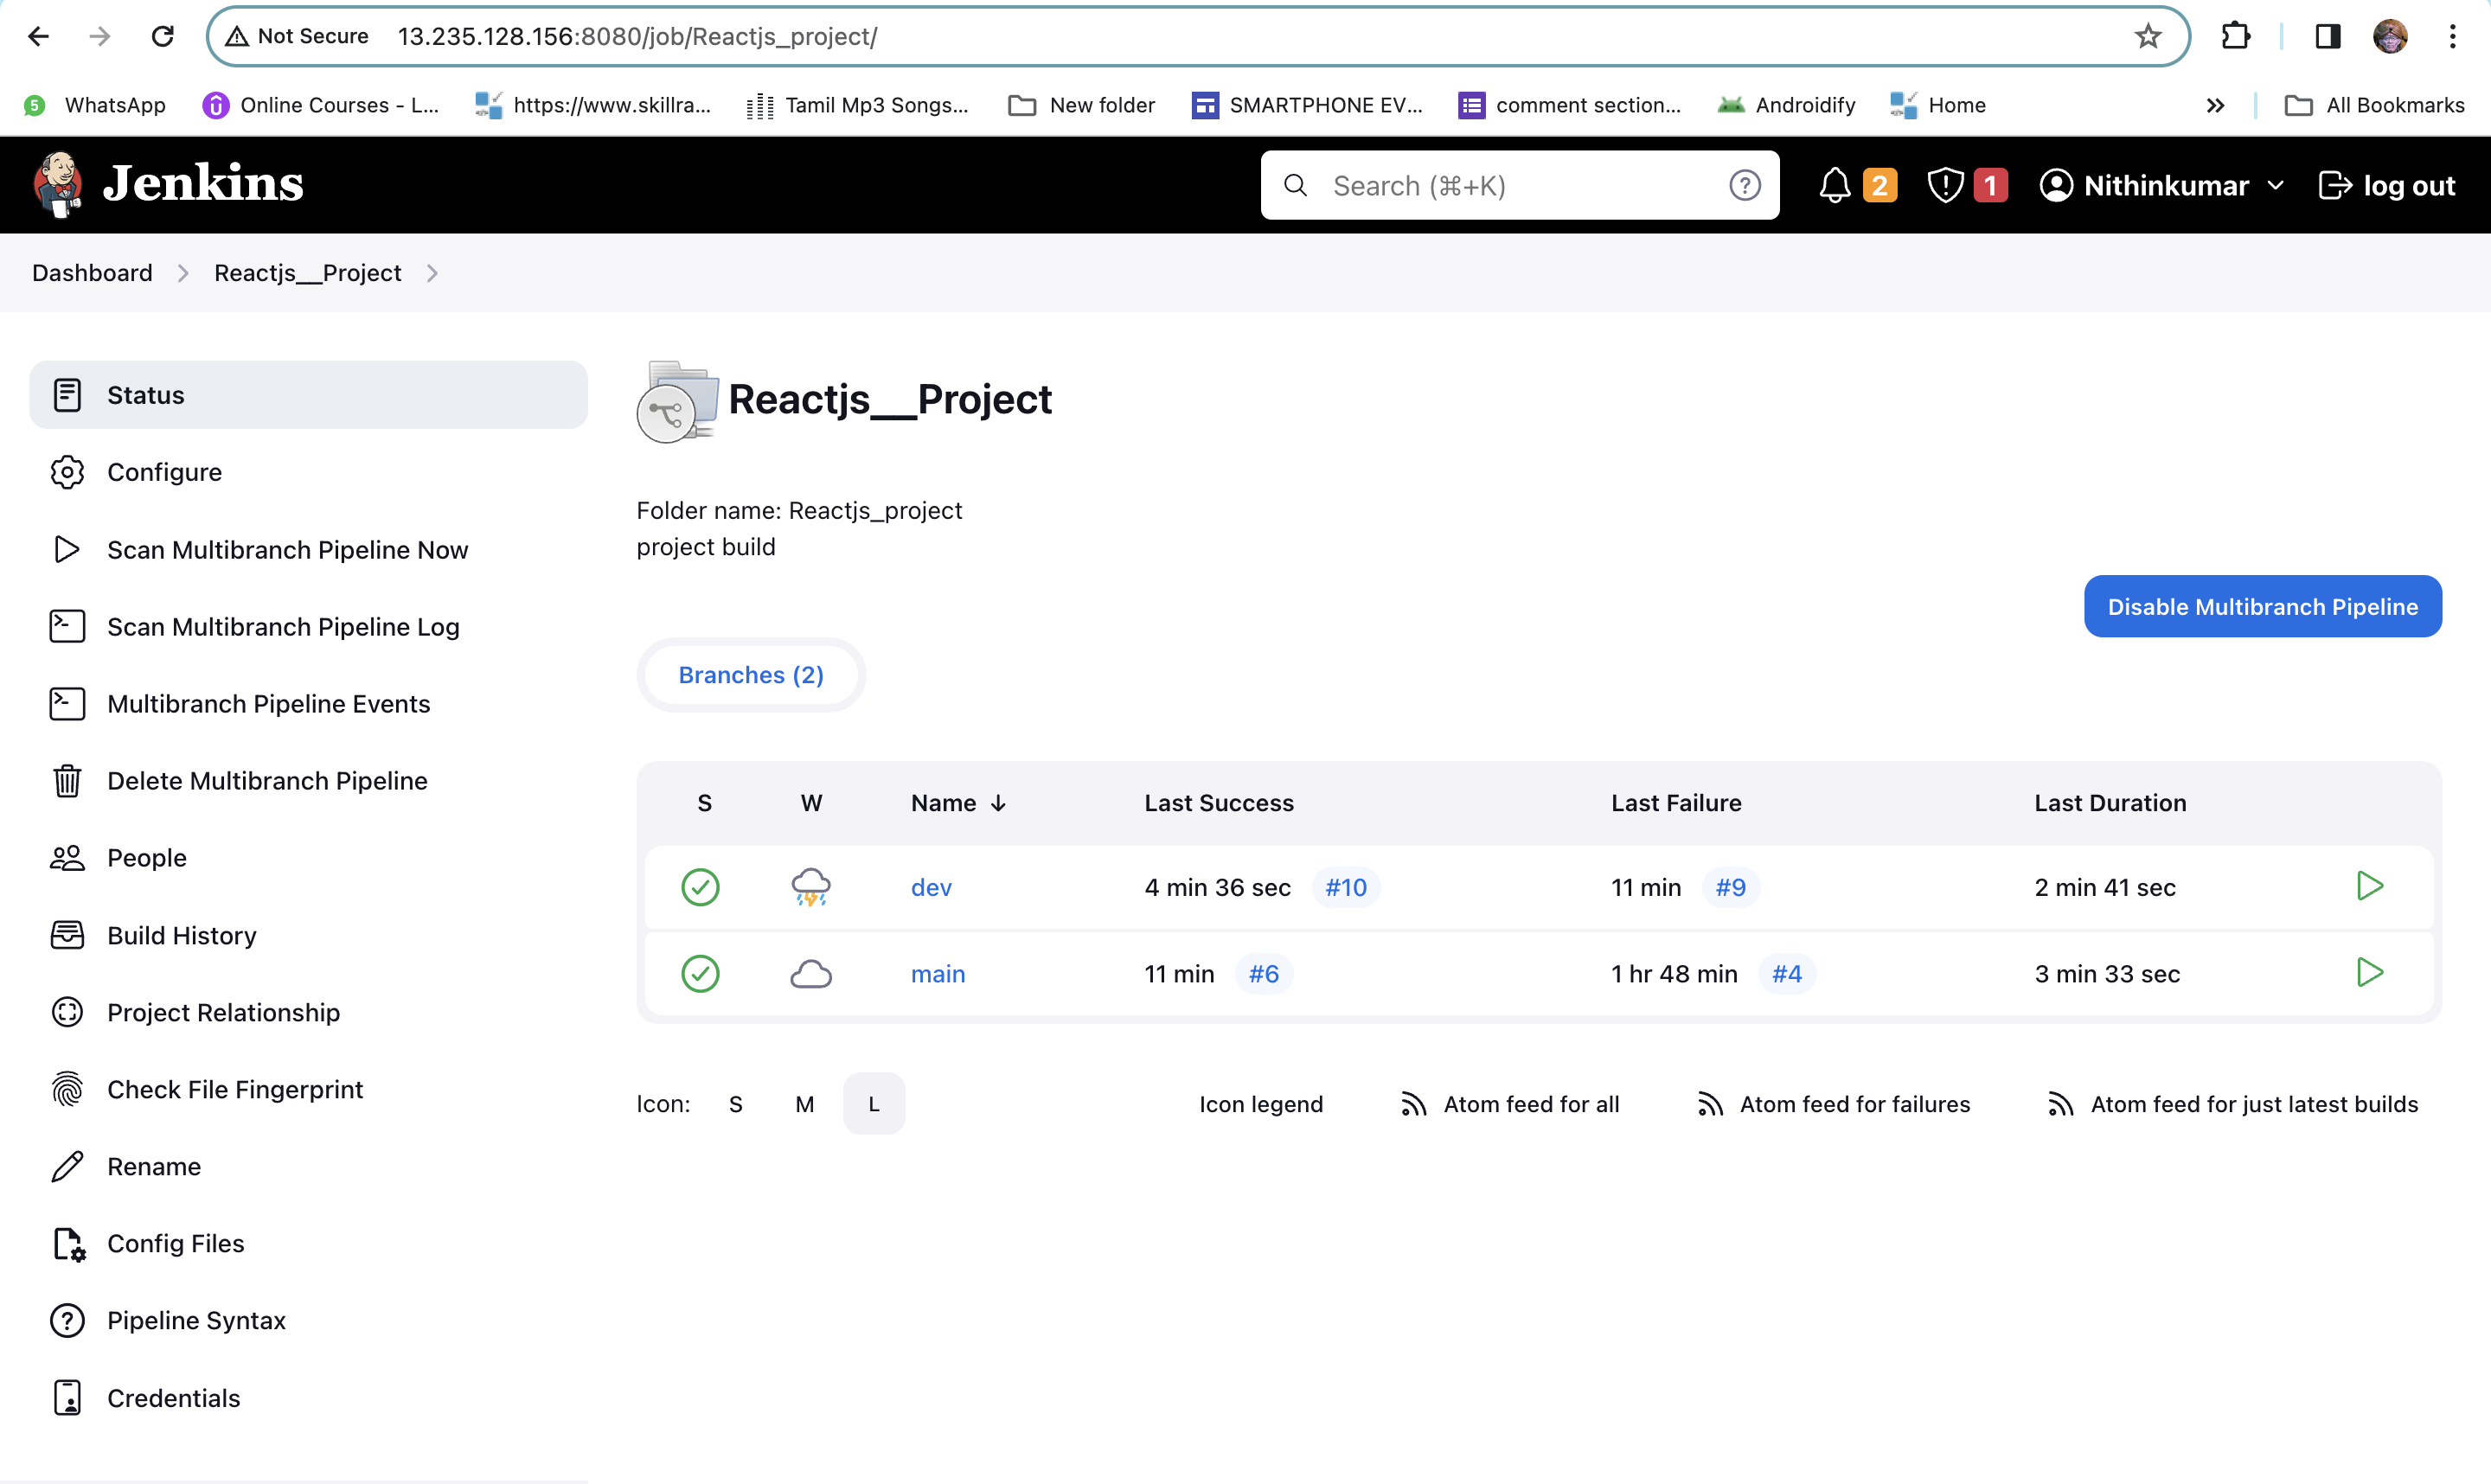 Not Secure 13.235.128.156:8080/job/Reactjs_project/
5 WhatsApp Online Courses - L... https://www.skillra... Tamil Mp3 Songs... New folder SMARTPHONE EV... comment section... Androidify Home » All Bookmarks
Jenkins Search (⌘+K) ? 2 1 Nithinkumar log out
Dashboard Reactjs__Project
Status
Configure
Scan Multibranch Pipeline Now
Scan Multibranch Pipeline Log
Multibranch Pipeline Events
Delete Multibranch Pipeline
People
Build History
Project Relationship
Check File Fingerprint
Rename
Config Files
Pipeline Syntax
Credentials
Reactjs__Project
Folder name: Reactjs_project
project build
Disable Multibranch Pipeline
Branches (2)
S W Name ↓ Last Success Last Failure Last Duration
dev 4 min 36 sec #10 11 min #9 2 min 41 sec
main 11 min #6 1 hr 48 min #4 3 min 33 sec
Icon: S M L Icon legend Atom feed for all Atom feed for failures Atom feed for just latest builds